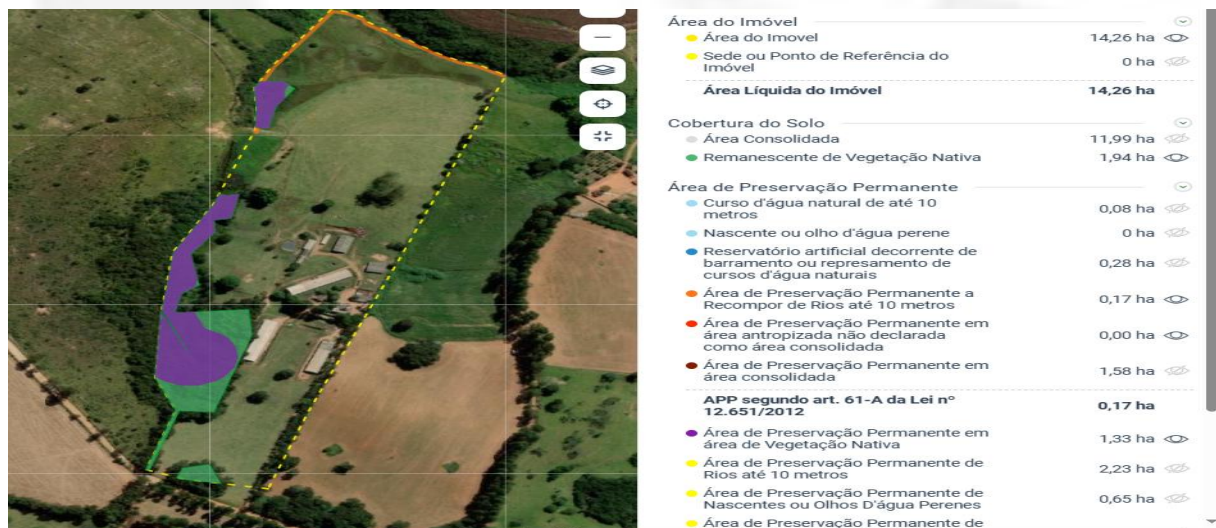 Área do Imóvel
Área do Imovel 14,26 ha
Sede ou Ponto de Referência do
Imóvel 0 ha
Área Líquida do Imóvel 14,26 ha
Cobertura do Solo
Área Consolidada 11,99 ha
Remanescente de Vegetação Nativa 1,94 ha
Área de Preservação Permanente
Curso d'água natural de até 10
metros 0,08 ha
Nascente ou olho d'água perene 0 ha
Reservatório artificial decorrente de
barramento ou represamento de
cursos d'água naturais 0,28 ha
Área de Preservação Permanente a
Recompor de Rios até 10 metros 0,17 ha
Área de Preservação Permanente em
área antropizada não declarada
como área consolidada 0,00 ha
Área de Preservação Permanente em
área consolidada 1,58 ha
APP segundo art. 61-A da Lei nº
12.651/2012 0,17 ha
Área de Preservação Permanente em
área de Vegetação Nativa 1,33 ha
Área de Preservação Permanente de
Rios até 10 metros 2,23 ha
Área de Preservação Permanente de
Nascentes ou Olhos D'água Perenes 0,65 ha
Área de Preservação Permanente de